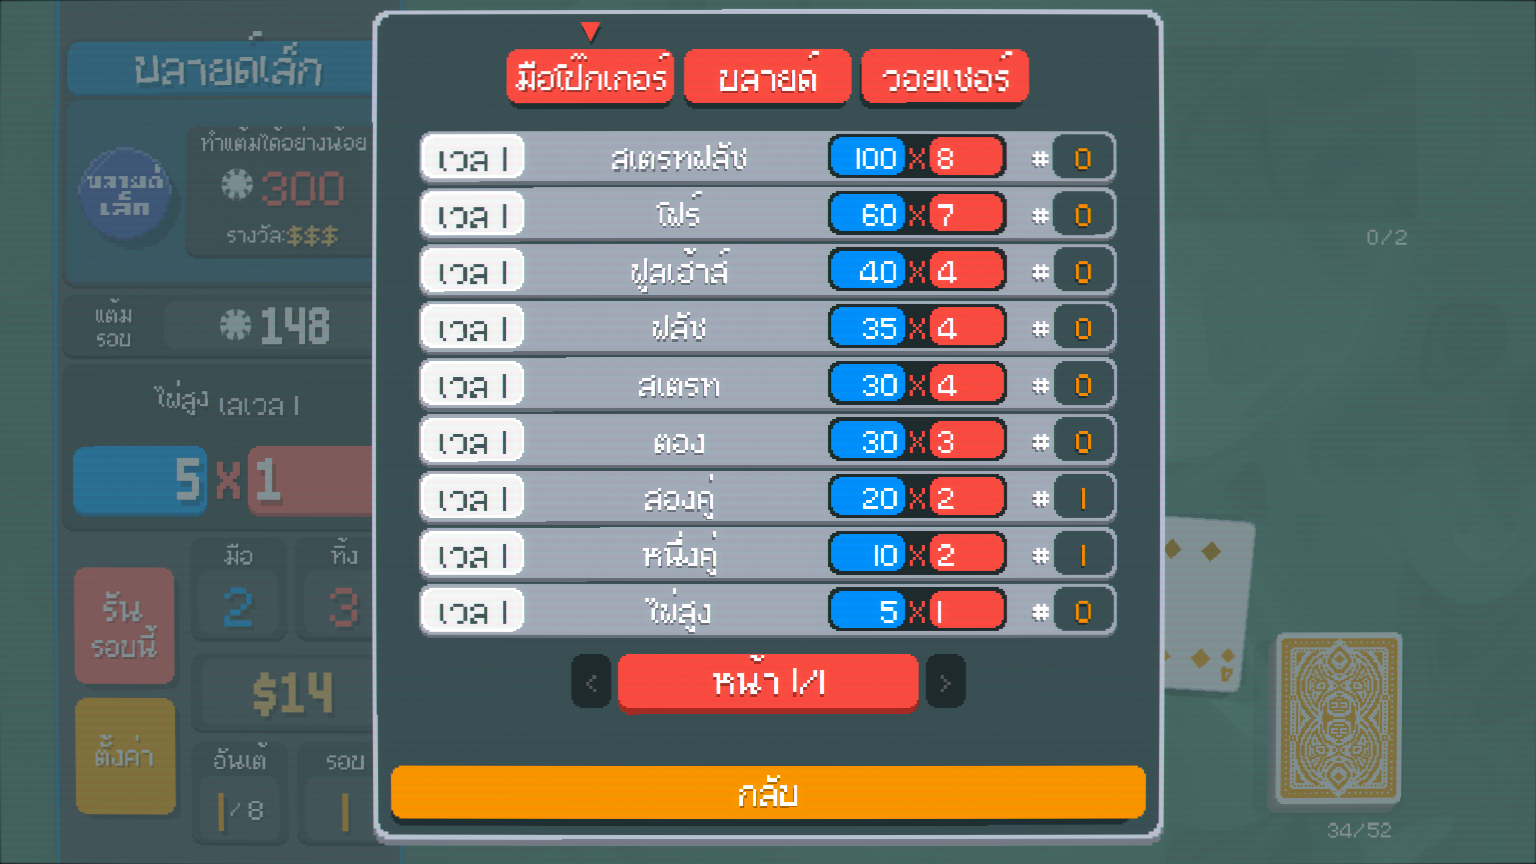 บลายด์เล็ก
บลายด์
เล็ก
ทำแต้มได้อย่างน้อย
300
รางวัล:$$$
แต้ม
รอบ
148
ไพ่สูง เลเวล 1
5 X 1
มือ
2
ทิ้ง
3
รัน
รอบนี้
$14
ตั้งค่า
อันเต้
1/8
รอบ
1
มือโป๊กเกอร์
บลายด์
วอยเชอร์
เวล 1 สเตรทฟลัช 100 X 8 # 0
เวล 1 โฟร์ 60 X 7 # 0
เวล 1 ฟูลเฮ้าส์ 40 X 4 # 0
เวล 1 ฟลัช 35 X 4 # 0
เวล 1 สเตรท 30 X 4 # 0
เวล 1 ตอง 30 X 3 # 0
เวล 1 สองคู่ 20 X 2 # 1
เวล 1 หนึ่งคู่ 10 X 2 # 1
เวล 1 ไพ่สูง 5 X 1 # 0
< หน้า 1/1 >
กลับ
0/2
4
34/52